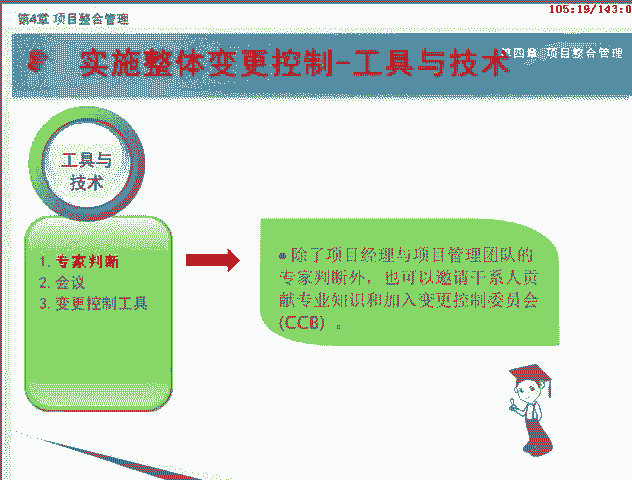 第4章 项目整合管理
105:19/143:0
第四章 项目整合管理
实施整体变更控制-工具与技术
工具与
技术
1. 专家判断
2. 会议
3. 变更控制工具
• 除了项目经理与项目管理团队的
专家判断外，也可以邀请干系人贡
献专业知识和加入变更控制委员会
(CCB) 。